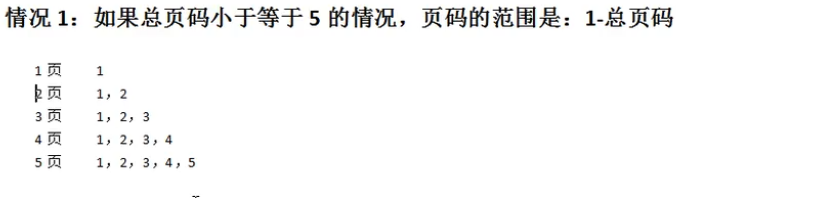 情况 1：如果总页码小于等于 5 的情况，页码的范围是：1-总页码
1 页 1
2 页 1，2
3 页 1，2，3
4 页 1，2，3，4
5 页 1，2，3，4，5